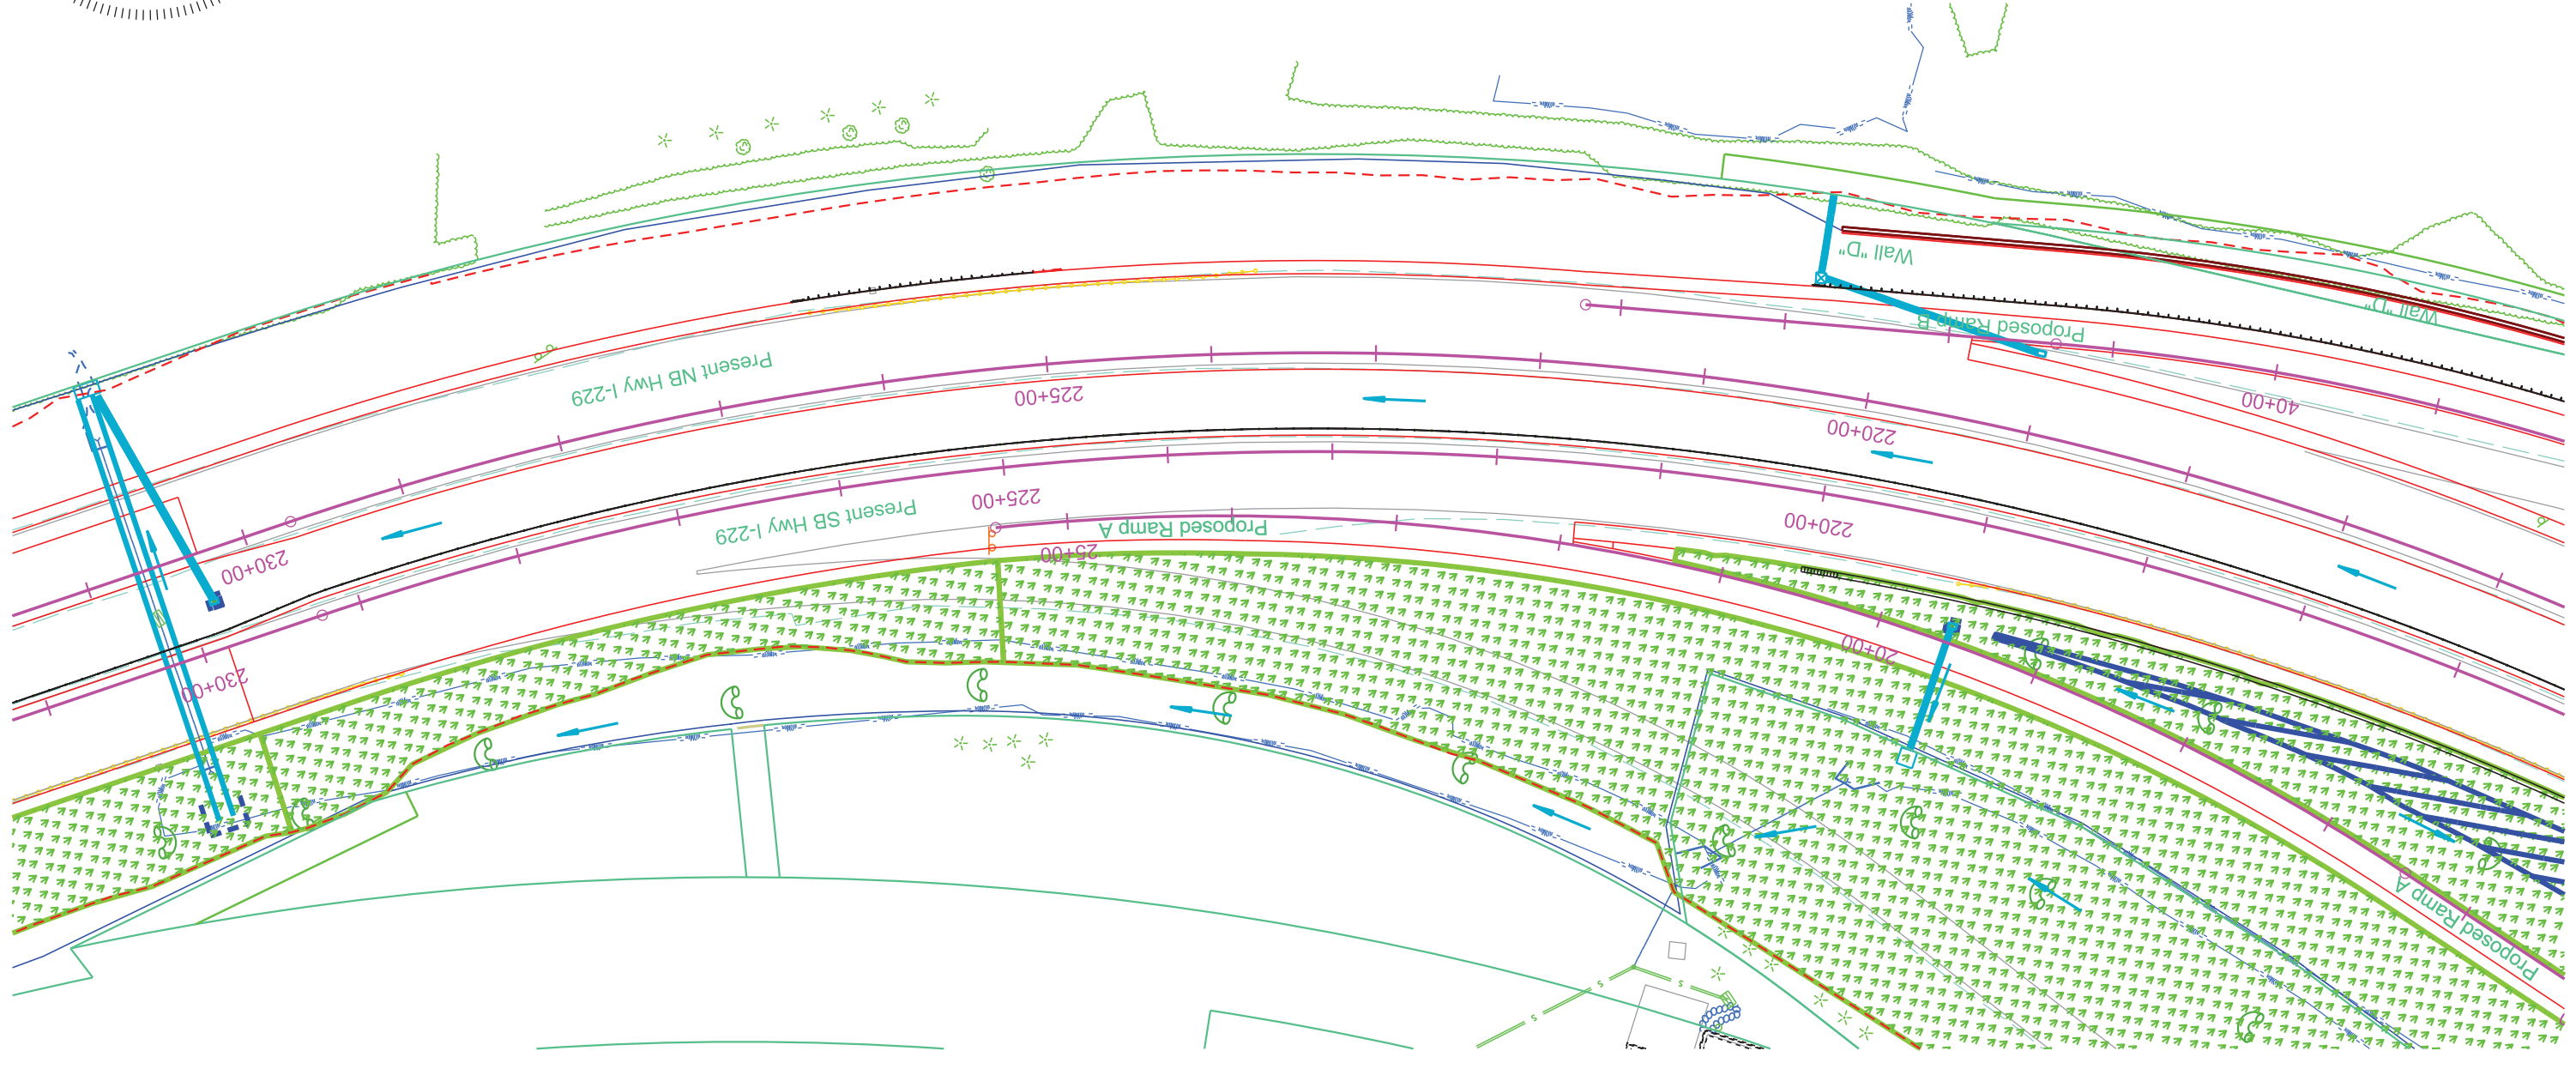 Wall "D"
Wall "D"
Proposed Ramp B
Present NB Hwy I-229
225+00
40+00
220+00
225+00
Present SB Hwy I-229
Proposed Ramp A
220+00
25+00
230+00
20+00
230+00
Proposed Ramp A
S
S
S